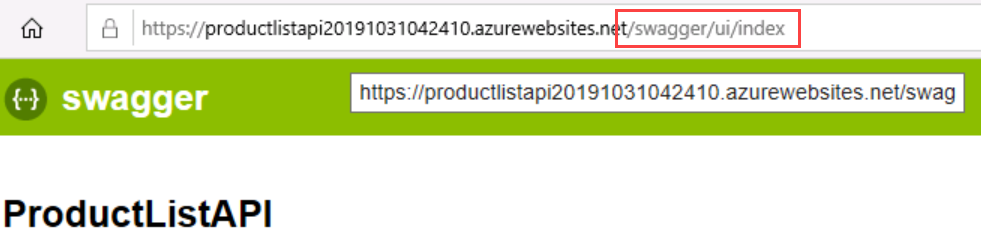 https://productlistapi20191031042410.azurewebsites.net/swagger/ui/index
{··} swagger https://productlistapi20191031042410.azurewebsites.net/swag
ProductListAPI